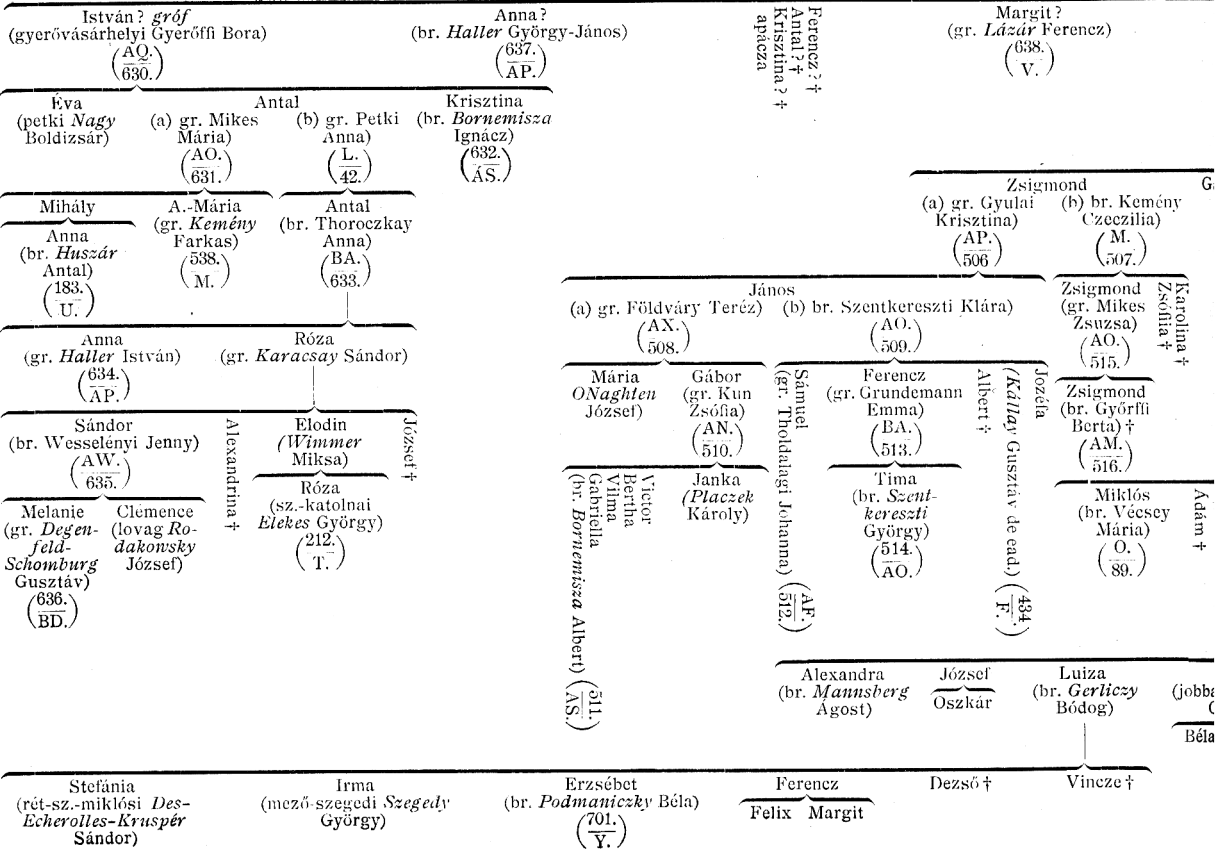 István? gróf
(gyerővásárhelyi Gyerőffi Bora)
(AQ.
630.)
Anna?
(br. Haller György-János)
(637.
AP.)
Ferencz? †
Antal? †
Krisztina? †
apácza
Margit?
(gr. Lázár Ferencz)
(638.
V.)
Éva
(petki Nagy
Boldizsár)
Antal
(a) gr. Mikes
Mária)
(AO.
631.)
(b) gr. Petki
Anna)
(L.
42.)
Krisztina
(br. Bornemisza
Ignácz)
(632.
ÁS.)
Mihály
Anna
(br. Huszár
Antal)
(183.
U.)
A.-Mária
(gr. Kemény
Farkas)
(538.
M.)
Antal
(br. Thoroczkay
Anna)
(BA.
633.)
Zsigmond
(a) gr. Gyulai
Krisztina)
(AP.
506)
(b) br. Kemény
Czeczilia)
(M.
507.)
János
(a) gr. Földváry Teréz)
(AX.
508.)
(b) br. Szentkereszti Klára)
(AO.
509.)
Zsigmond
(gr. Mikes
Zsuzsa)
(AO.
515.)
Karolina †
Zsófiia †
Anna
(gr. Haller István)
(634.
AP.)
Róza
(gr. Karacsay Sándor)
Mária
ONaghten
József)
Gábor
(gr. Kun
Zsófia)
(AN.
510.)
Sámuel
(gr. Tholdalagi Johanna)
(AF.
512.)
Ferencz
(gr. Grundemann
Emma)
(BA.
513.)
Albert †
Jozéfa
(Kállay Gusztáv de ead.)
(434
F.)
Zsigmond
(br. Győrffi
Berta) †
(AM.
516.)
Sándor
(br. Wesselényi Jenny)
(AW.
635.)
Alexandrina †
Elodin
(Wimmer
Miksa)
József †
Róza
(sz.-katolnai
Elekes György)
(212.
T.)
Melanie
(gr. Degen-
feld-
Schomburg
Gusztáv)
(636.
BD.)
Clemence
(lovag Ro-
dakowsky
József)
Victor
Bertha
Vilma
Gabriella
(br. Bornemisza Albert)
(511.
ÁS.)
Janka
(Placzek
Károly)
Tima
(br. Szent-
kereszti
György)
(514.
AO.)
Miklós
(br. Vécsey
Mária)
(O.
89.)
Ádám †
Alexandra
(br. Mannsberg
Ágost)
József
Oszkár
Luiza
(br. Gerliczy
Bódog)
(jobba
Béla
Stefánia
(rét-sz.-miklósi Des-
Echerolles-Kruspér
Sándor)
Irma
(mező-szegedi Szegedy
György)
Erzsébet
(br. Podmaniczky Béla)
(701.
Y.)
Ferencz
Felix Margit
Dezső †
Vincze †